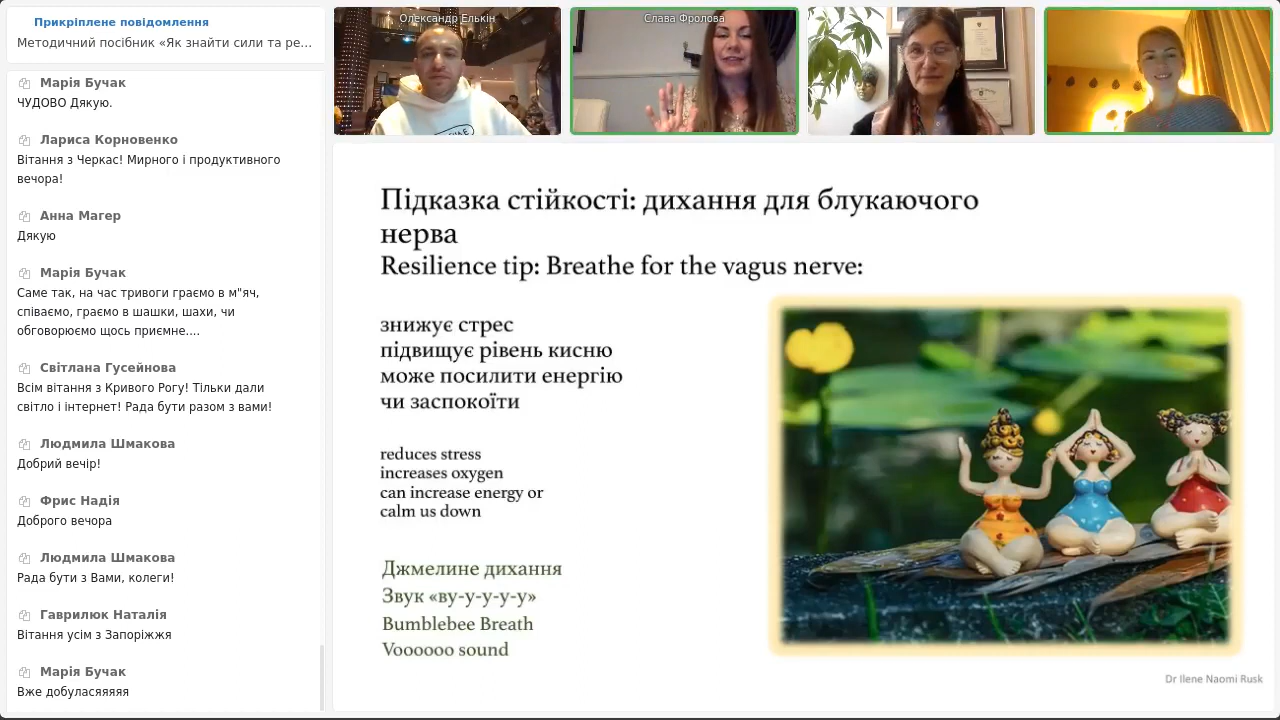 Прикріплене повідомлення
Методичний посібник «Як знайти сили та ре...
Марія Бучак
ЧУДОВО Дякую.
Лариса Корновенко
Вітання з Черкас! Мирного і продуктивного
вечора!
Анна Магер
Дякую
Марія Бучак
Саме так, на час тривоги граємо в м"яч,
співаємо, граємо в шашки, шахи, чи
обговорюємо щось приємне....
Світлана Гусейнова
Всім вітання з Кривого Рогу! Тільки дали
світло і інтернет! Рада бути разом з вами!
Людмила Шмакова
Добрий вечір!
Фрис Надія
Доброго вечора
Людмила Шмакова
Рада бути з Вами, колеги!
Гаврилюк Наталія
Вітання усім з Запоріжжя
Марія Бучак
Вже добуласяяяяя
Олександр Елькін
Слава Фролова
Підказка стійкості: дихання для блукаючого
нерва
Resilience tip: Breathe for the vagus nerve:
знижує стрес
підвищує рівень кисню
може посилити енергію
чи заспокоїти
reduces stress
increases oxygen
can increase energy or
calm us down
Джмелине дихання
Звук «ву-у-у-у-у»
Bumblebee Breath
Voooooo sound
Dr Ilene Naomi Rusk